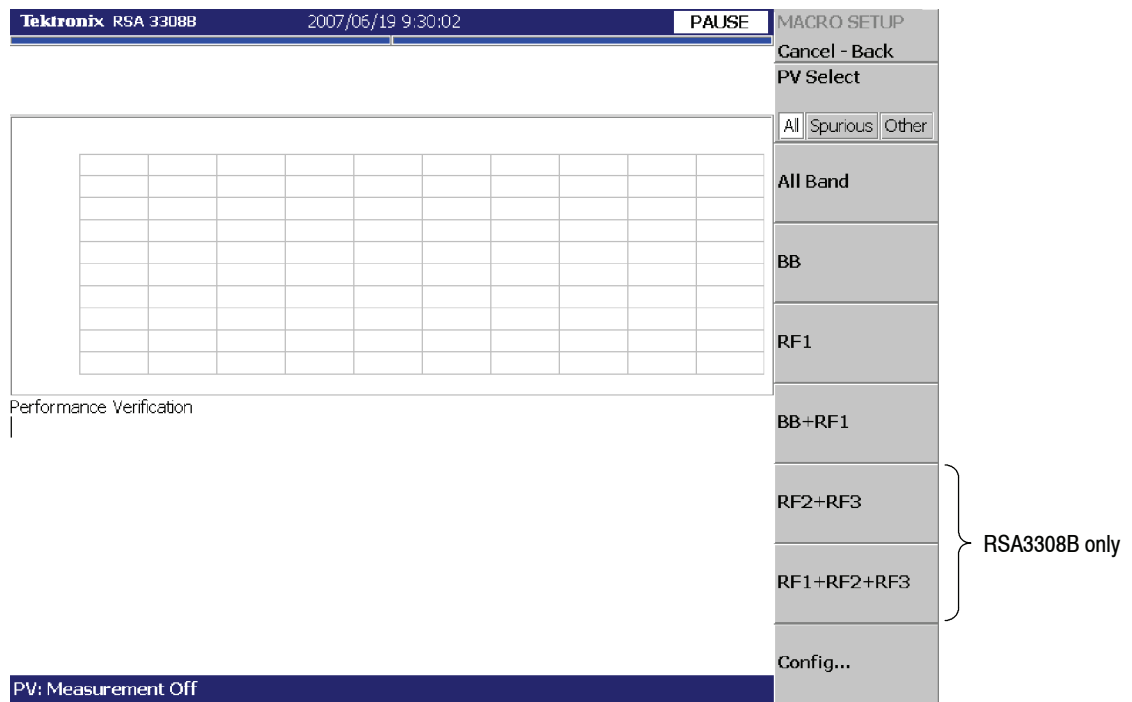 Tektronix RSA 3308B 2007/06/19 9:30:02 PAUSE
MACRO SETUP
Cancel - Back
PV Select
All Spurious Other
All Band
BB
RF1
Performance Verification
BB+RF1
RF2+RF3
RSA3308B only
RF1+RF2+RF3
Config...
PV: Measurement Off